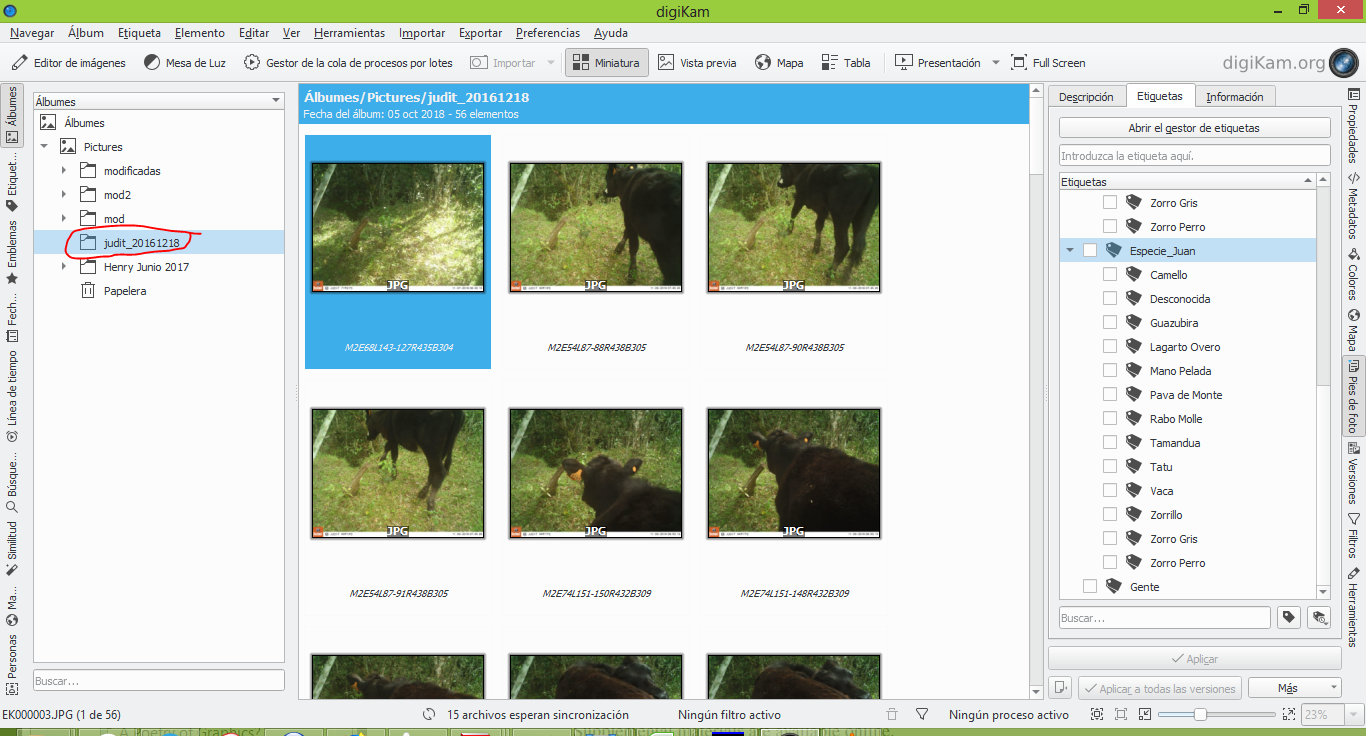 digiKam
Navegar Álbum Etiqueta Elemento Editar Ver Herramientas Importar Exportar Preferencias Ayuda
Editor de imágenes Mesa de Luz Gestor de la cola de procesos por lotes Importar Miniatura Vista previa Mapa Tabla Presentación Full Screen digiKam.org
Álbumes
Etiquet...
Emblemas
Fech...
Línea de tiempo
Búsque...
Similitud
Ma...
Personas
Álbumes
Álbumes
Pictures
modificadas
mod2
mod
judit_20161218
Henry Junio 2017
Papelera
Buscar...
Álbumes/Pictures/judit_20161218
Fecha del álbum: 05 oct 2018 - 56 elementos
JPG JPG JPG
M2E68L143-127R435B304 M2E54L87-88R438B305 M2E54L87-90R438B305
JPG JPG JPG
M2E54L87-91R438B305 M2E74L151-150R432B309 M2E74L151-148R432B309
Descripción Etiquetas Información
Abrir el gestor de etiquetas
Introduzca la etiqueta aquí.
Etiquetas
Zorro Gris
Zorro Perro
Especie_Juan
Camello
Desconocida
Guazubira
Lagarto Overo
Mano Pelada
Pava de Monte
Rabo Molle
Tamandua
Tatu
Vaca
Zorrillo
Zorro Gris
Zorro Perro
Gente
Buscar...
Aplicar
Aplicar a todas las versiones Más
Propiedades
Metadatos
Colores
Mapa
Pies de foto
Versiones
Filtros
Herramientas
EK000003.JPG (1 de 56) 15 archivos esperan sincronización Ningún filtro activo Ningún proceso activo 23%